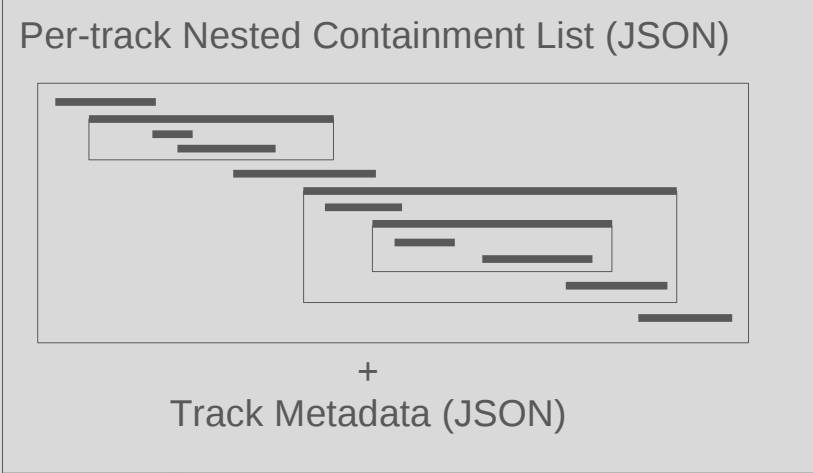 Per-track Nested Containment List (JSON)
+
Track Metadata (JSON)